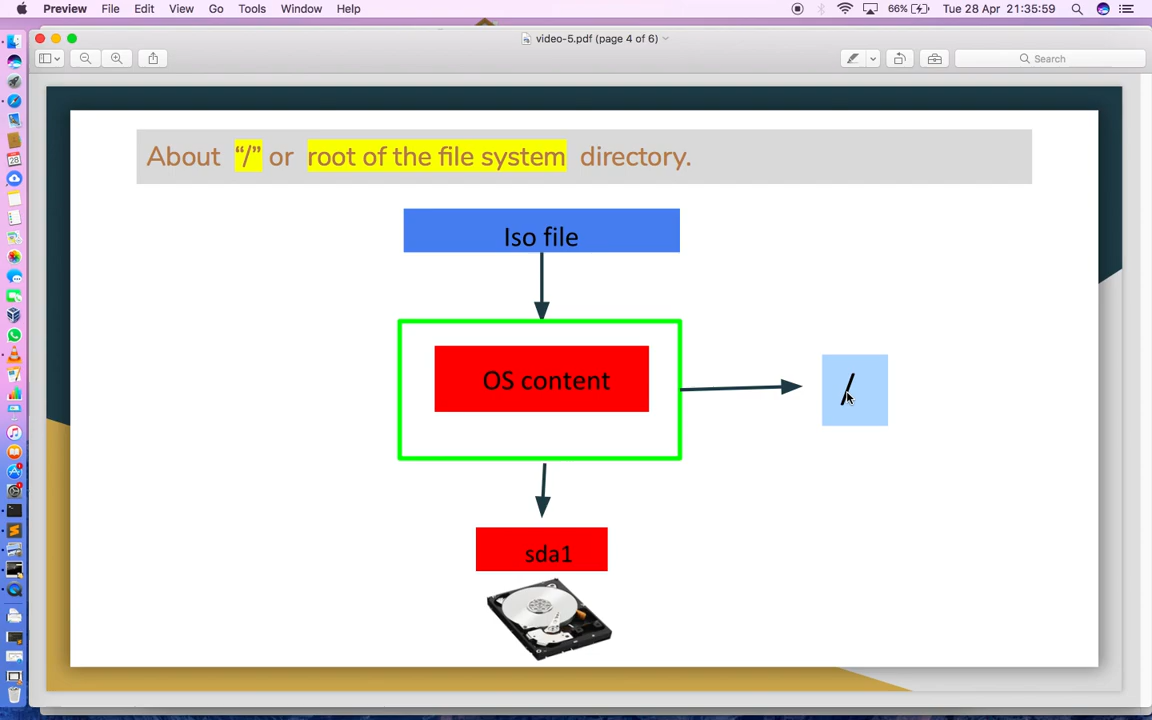 Preview File Edit View Go Tools Window Help 66% Tue 28 Apr 21:35:59
video-5.pdf (page 4 of 6)
Search
About “/” or root of the file system directory.
Iso file
OS content
/
sda1